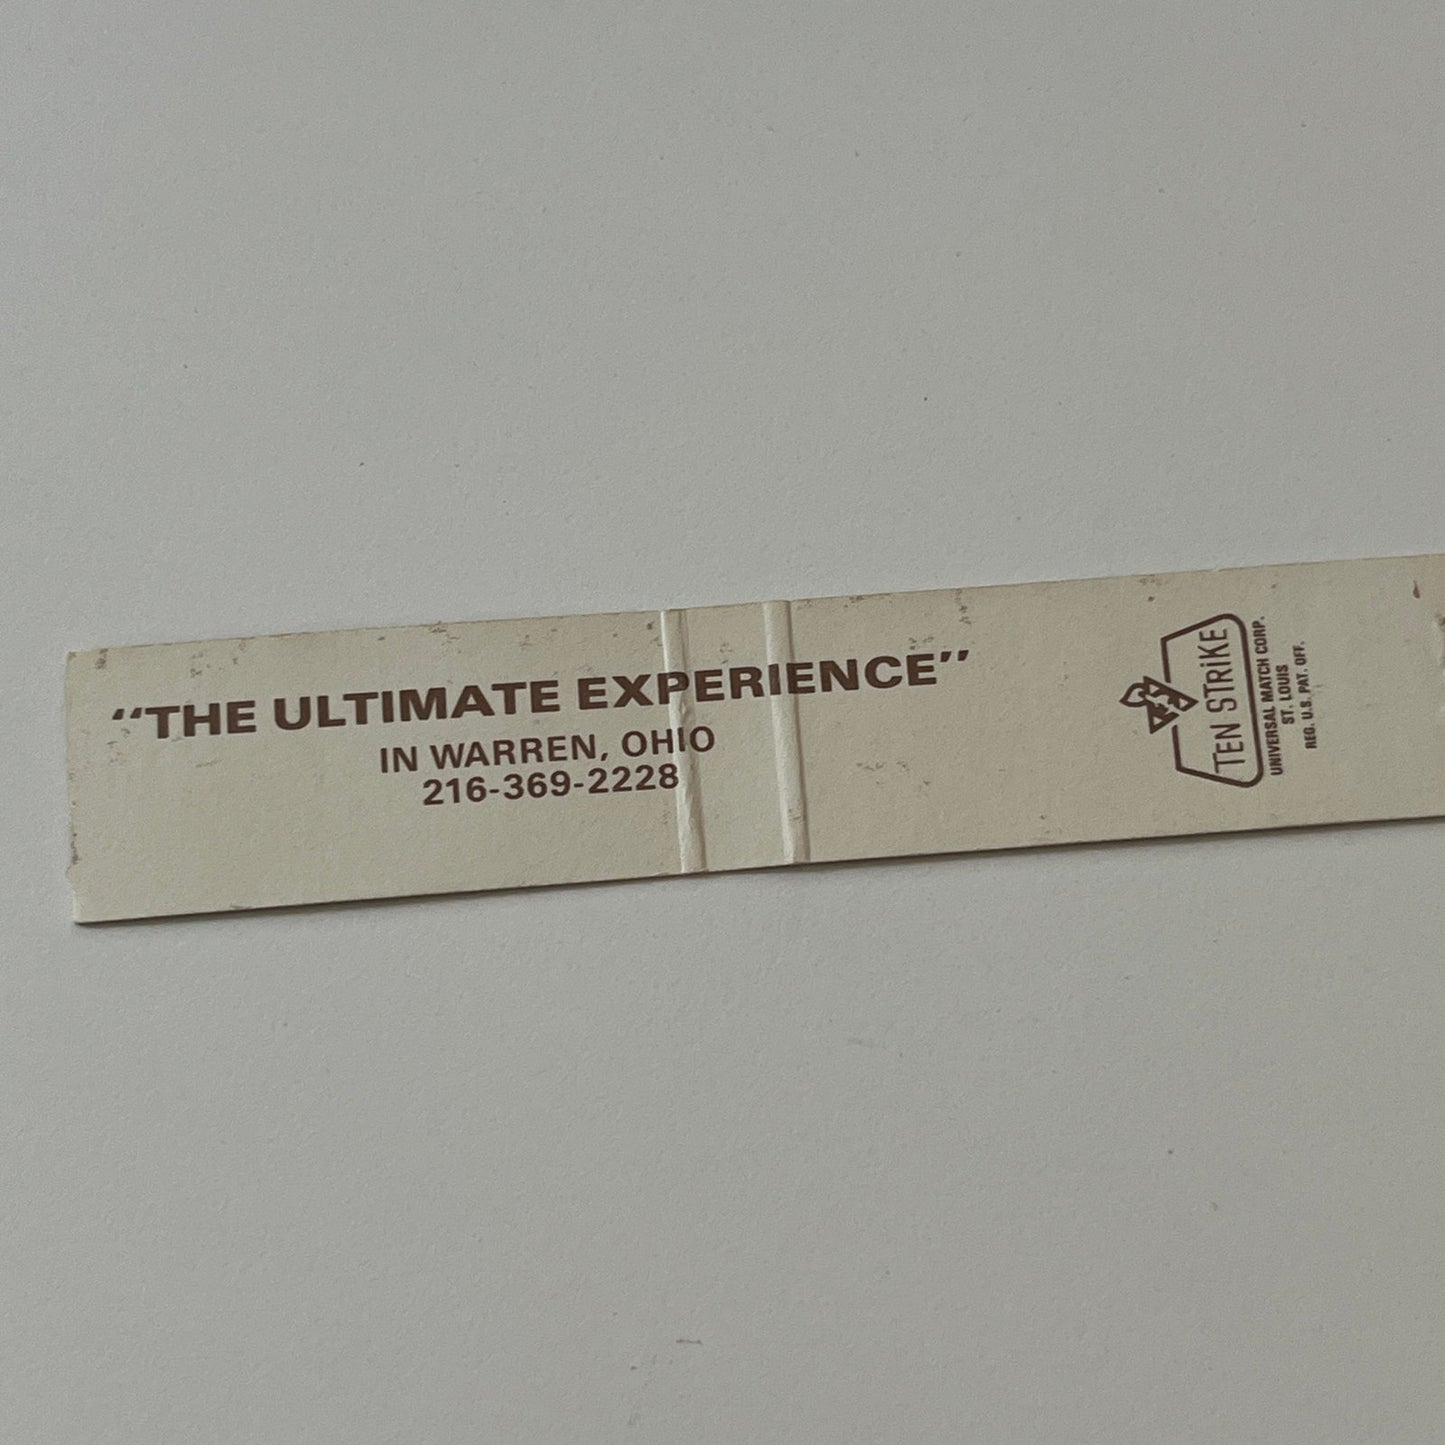 “THE ULTIMATE EXPERIENCE”
IN WARREN, OHIO
216-369-2228
TEN STRiKE
UNIVERSAL MATCH CORP.
ST. LOUIS
REG. U.S. PAT. OFF.